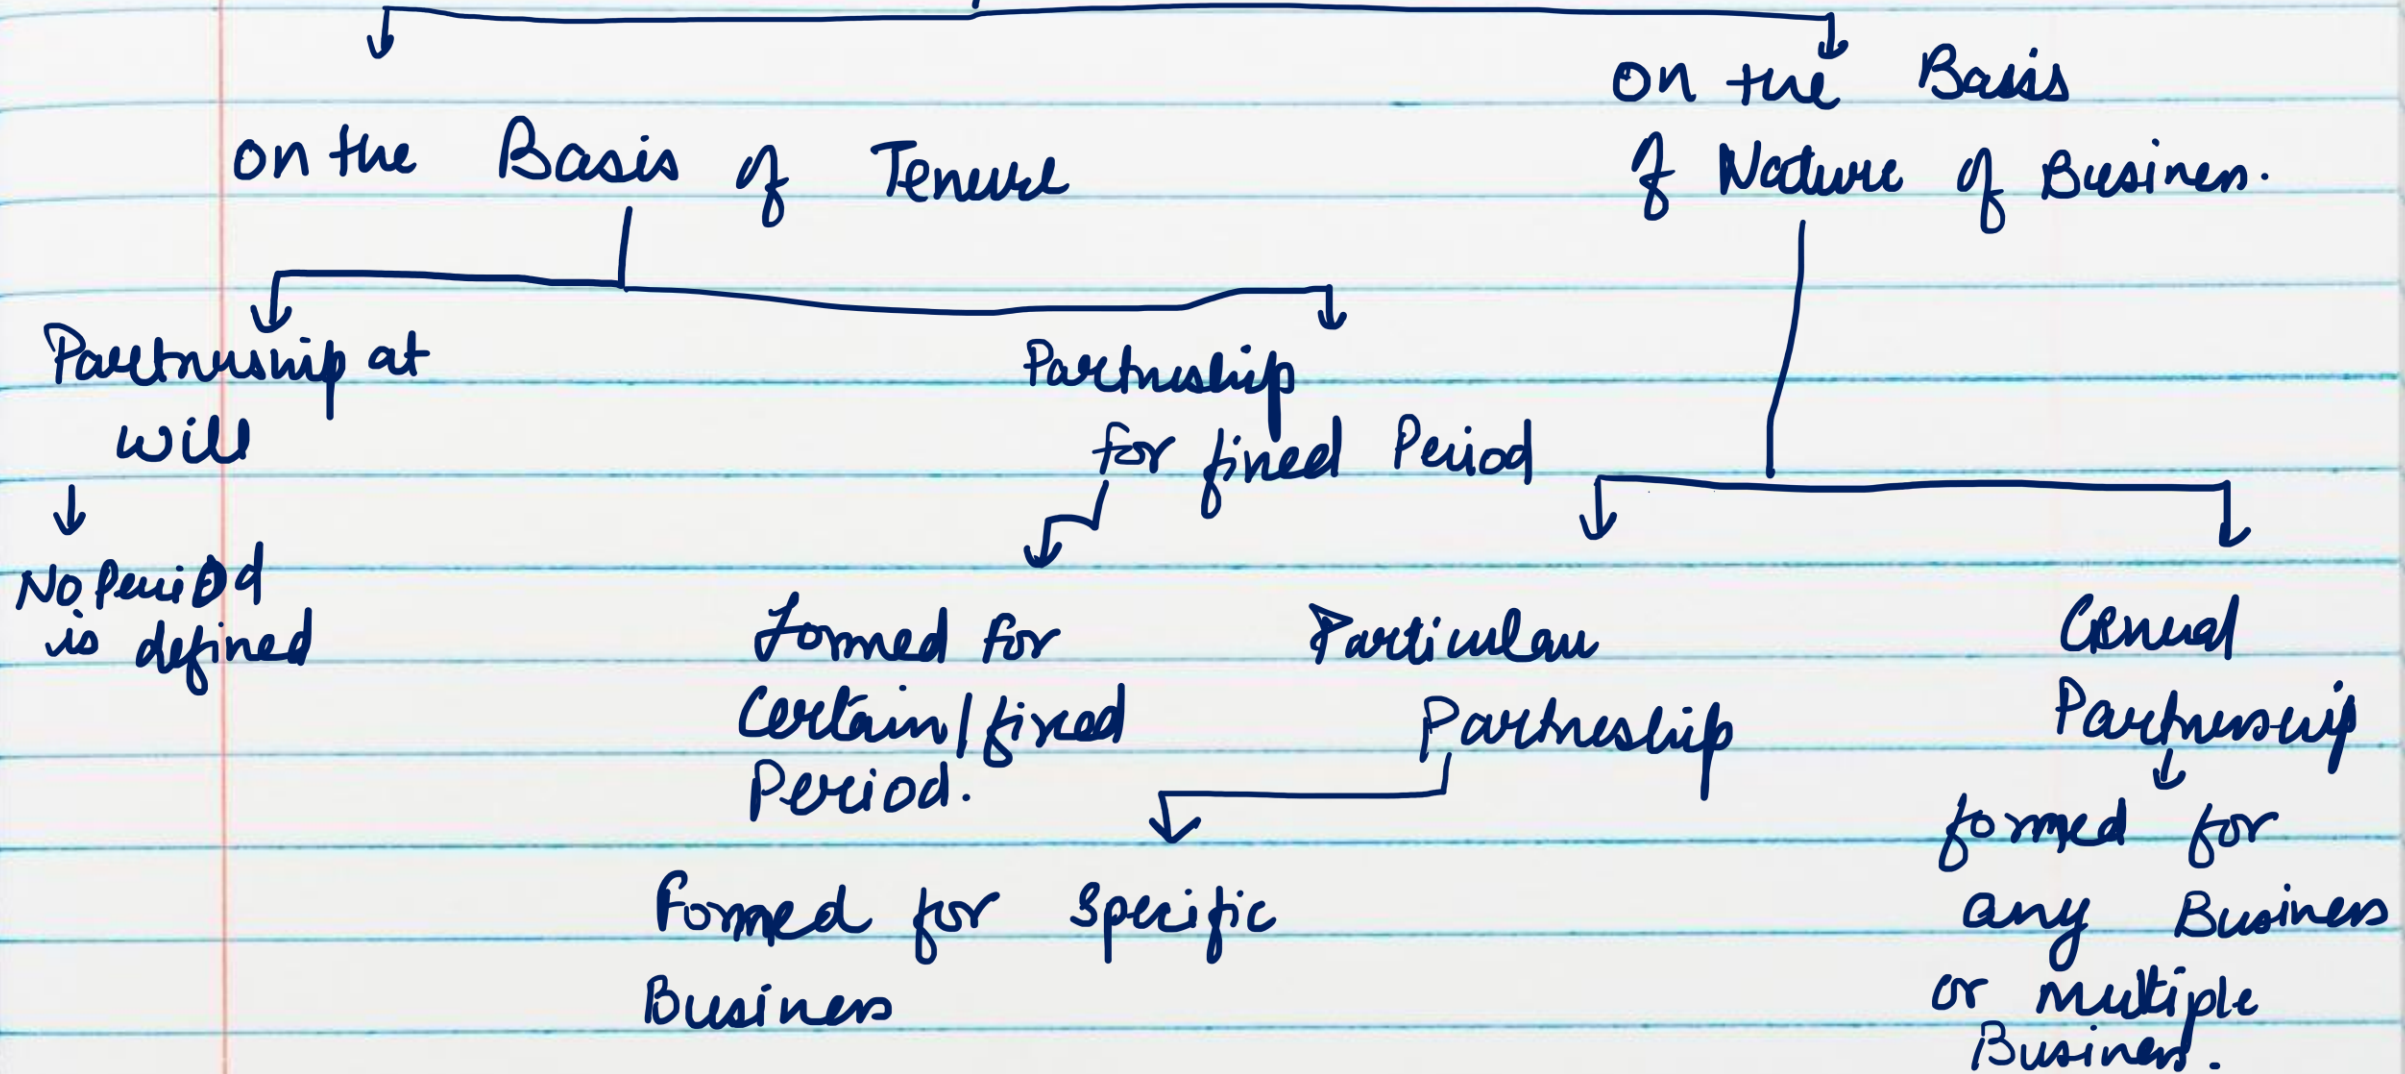 on the Basis of Tenure
on the Basis
of Nature of Business.
Partnership at
will
No Period
is defined
Partnership
for fixed Period
Formed for
Certain/fixed
Period.
Particular
Partnership
Formed for Specific
Business
General
Partnership
formed for
any Business
or multiple
Business.